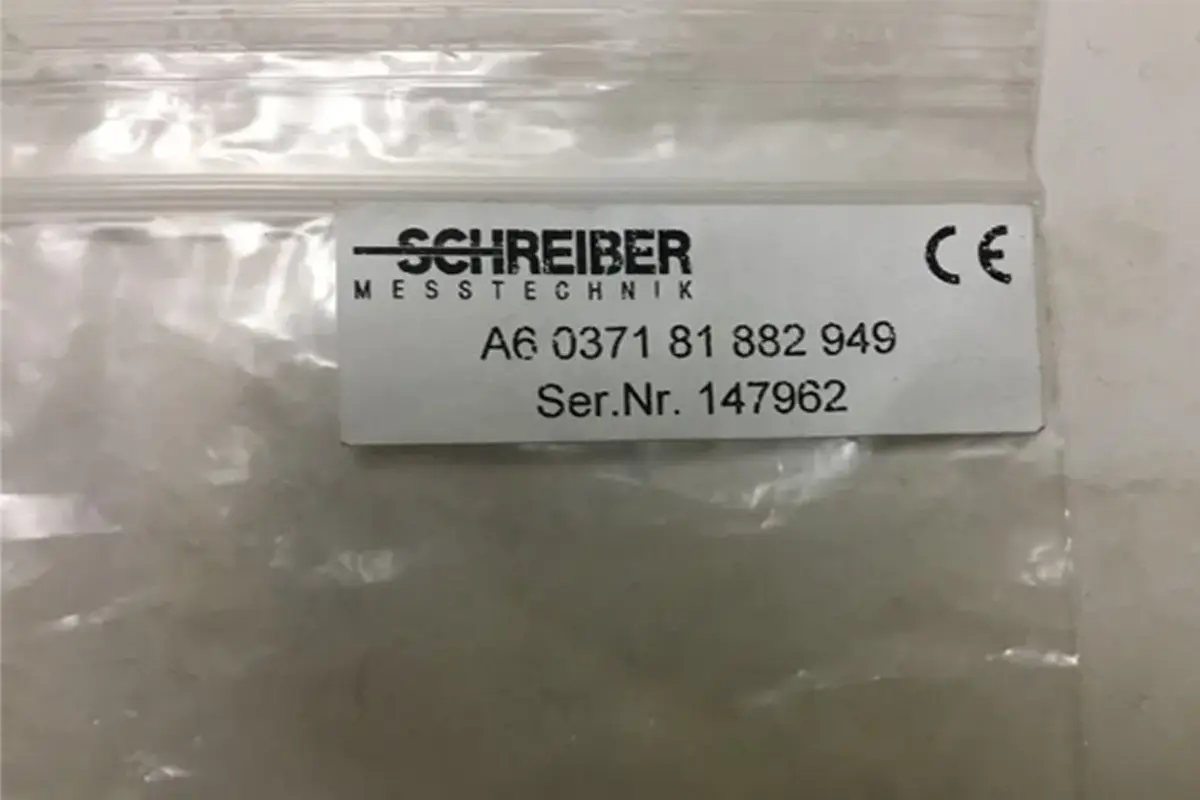 SCHREIBER
MESSTECHNIK
CE
A6 0371 81 882 949
Ser.Nr. 147962